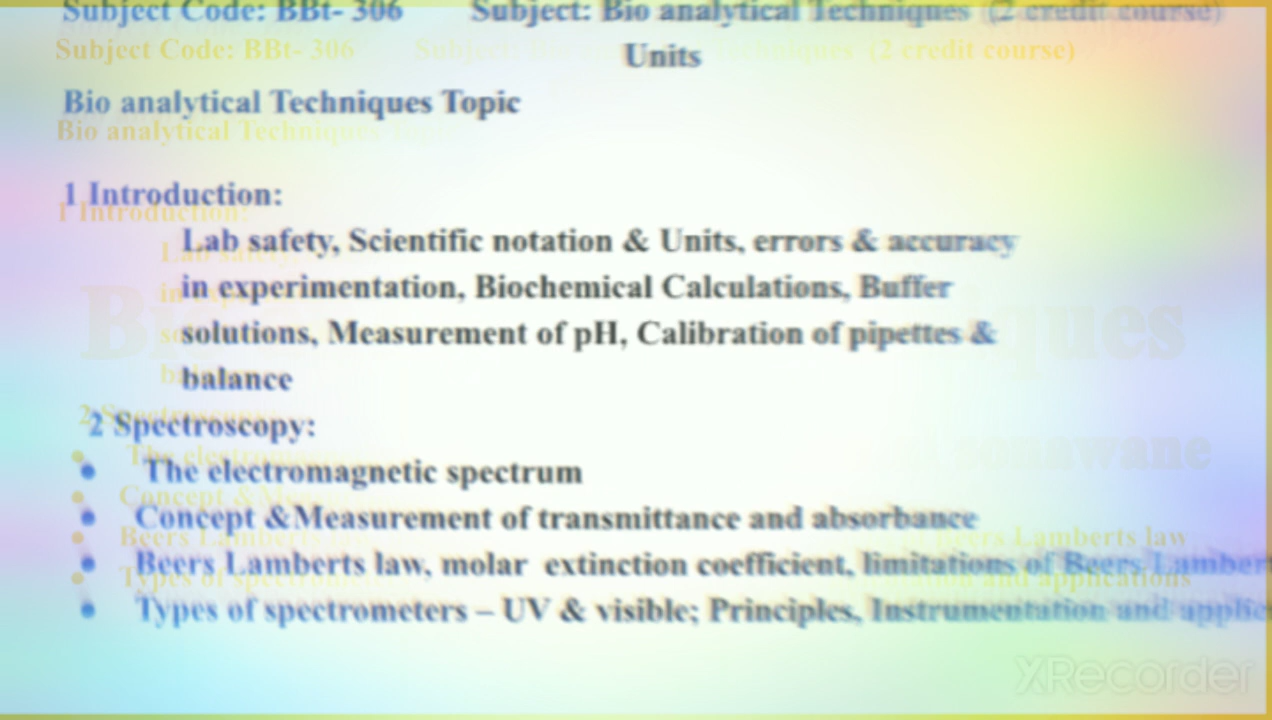 Subject Code: BBt- 306 Subject: Bio analytical Techniques (2 credit course)
Units
Bio analytical Techniques Topic
1 Introduction:
Lab safety, Scientific notation & Units, errors & accuracy
in experimentation, Biochemical Calculations, Buffer
solutions, Measurement of pH, Calibration of pipettes &
balance
2 Spectroscopy:
• The electromagnetic spectrum
• Concept &Measurement of transmittance and absorbance
• Beers Lamberts law, molar extinction coefficient, limitations of Beers Lambert
• Types of spectrometers – UV & visible; Principles, Instrumentation and
sonawane
XRecorder